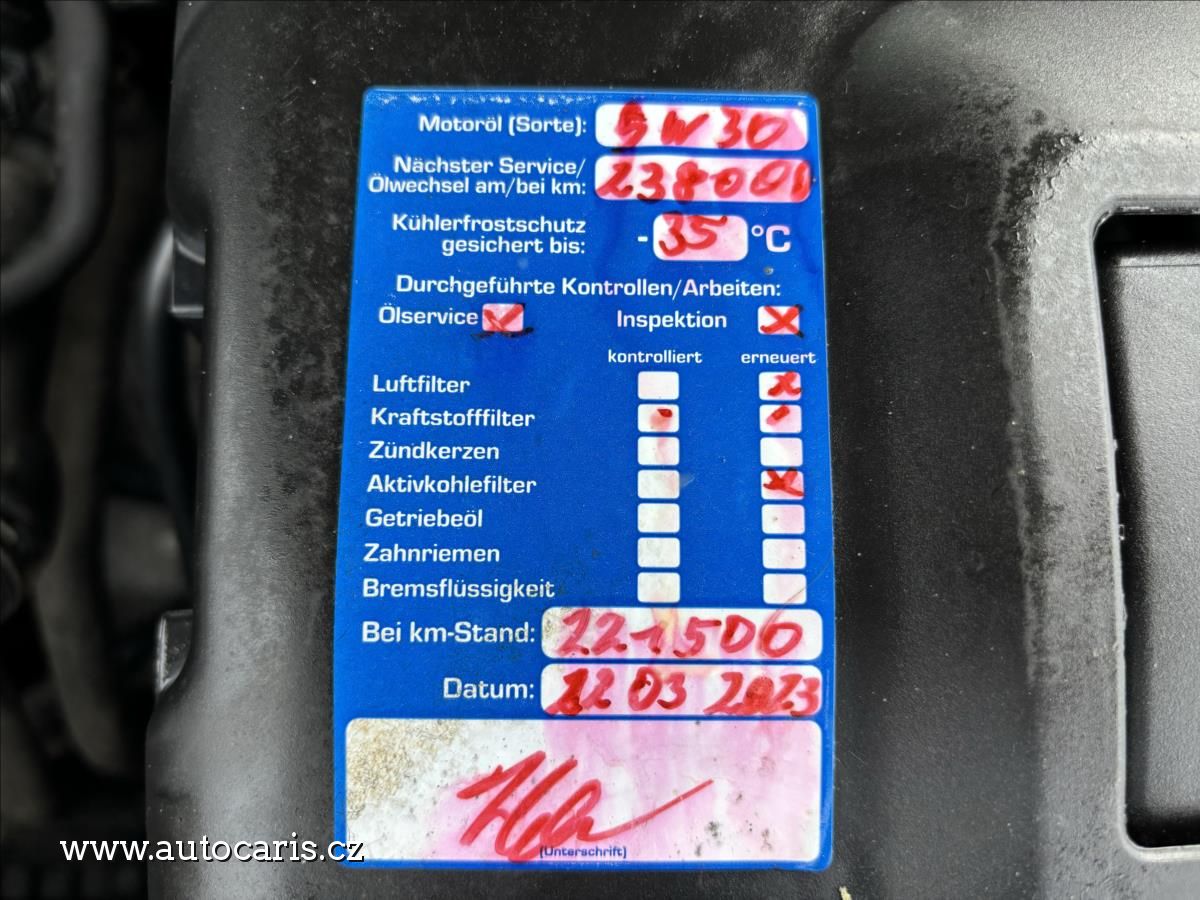 Motoröl (Sorte): 5W30
Nächster Service/
Ölwechsel am/bei km: 238000
Kühlerfrostschutz
gesichert bis: -35 °C
Durchgeführte Kontrollen/Arbeiten:
Ölservice Inspektion
kontrolliert erneuert
Luftfilter
Kraftstofffilter
Zündkerzen
Aktivkohlefilter
Getriebeöl
Zahnriemen
Bremsflüssigkeit
Bei km-Stand: 221500
Datum: 22 03 2023
(Unterschrift)
www.autocaris.cz